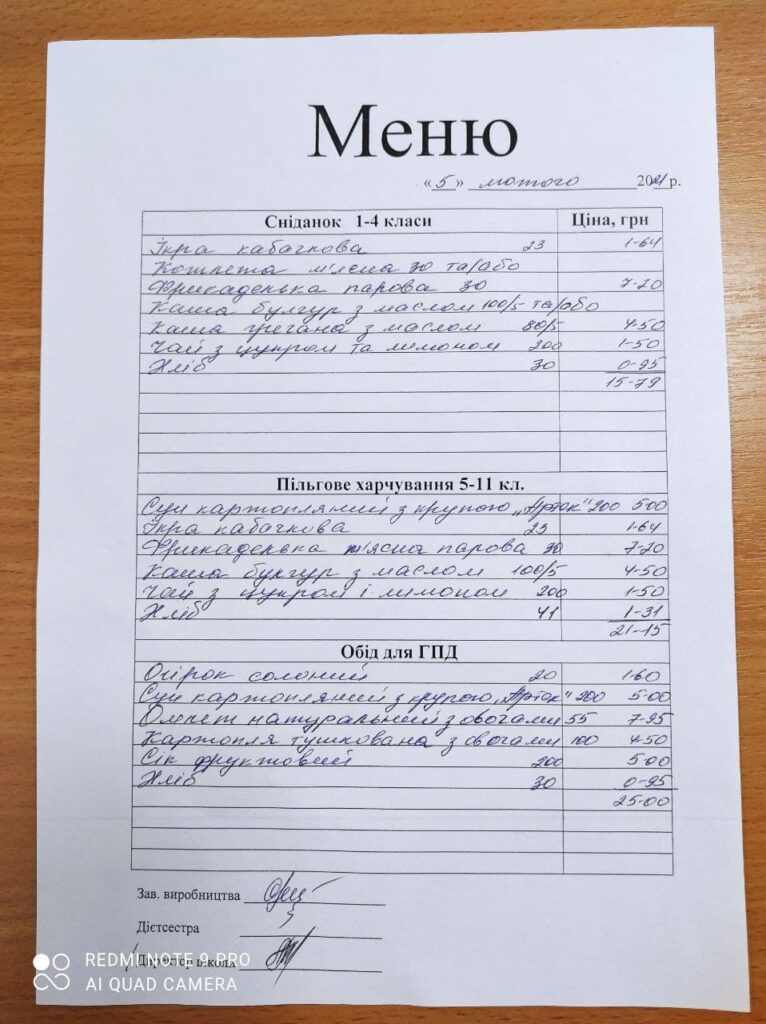 Меню
«5» лютого 2021 р.
Сніданок 1-4 класи Ціна, грн
Ікра кабачкова 23 1-64
Котлета м'ясна 30 та/або
Фрикаделька парова 30 7-20
Каша булгур з маслом 100/5 та/або
Каша гречана з маслом 80/5 4-50
Чай з цукром та лимоном 200 1-50
Хліб 30 0-95
15-79
Пільгове харчування 5-11 кл.
Суп картопляний з крупою „Артек" 200 5-00
Ікра кабачкова 23 1-64
Фрикаделька м'ясна парова 30 7-20
Каша булгур з маслом 100/5 4-50
Чай з цукром і лимоном 200 1-50
Хліб 41 1-31
21-15
Обід для ГПД
Огірок солоний 20 1-60
Суп картопляний з крупою „Артек" 200 5-00
Омлет натуральний з овочами 55 7-95
Картопля тушкована з овочами 100 4-50
Сік фруктовий 200 5-00
Хліб 30 0-95
25-00
Зав. виробництва
Дієтсестра
Директор школи
REDMI NOTE 9 PRO
AI QUAD CAMERA